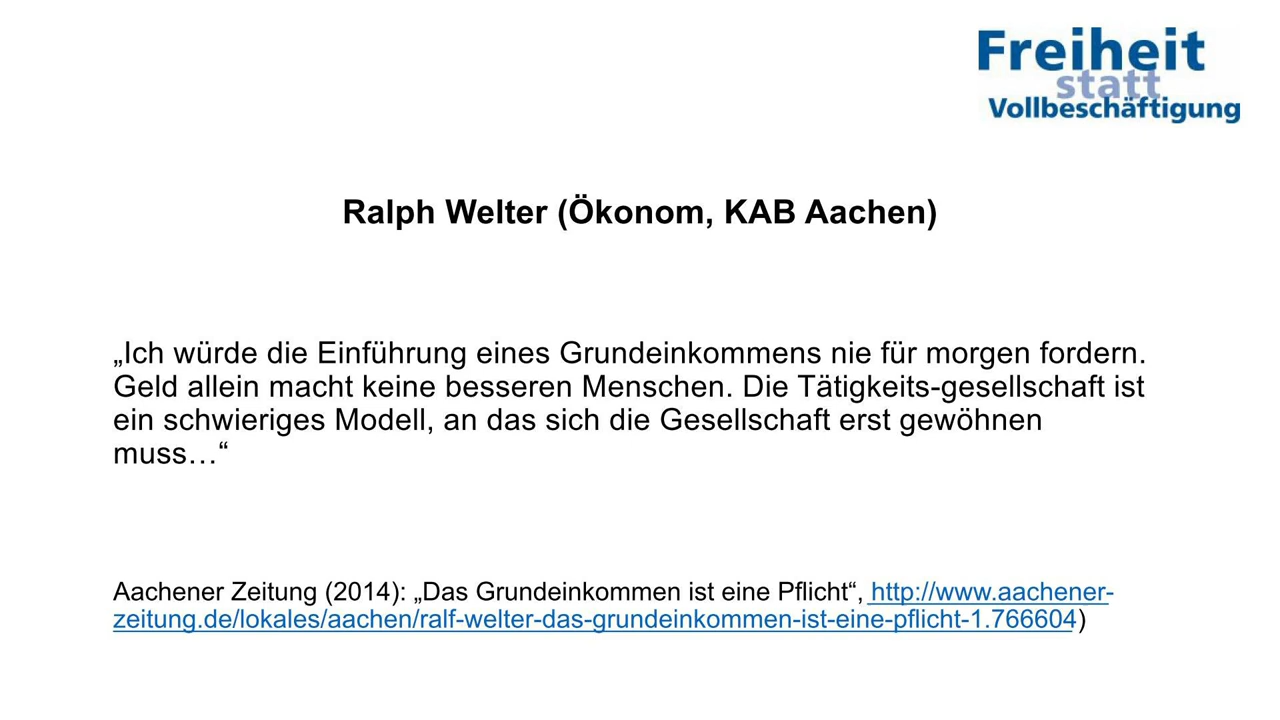 Freiheit
statt
Vollbeschäftigung
Ralph Welter (Ökonom, KAB Aachen)
„Ich würde die Einführung eines Grundeinkommens nie für morgen fordern.
Geld allein macht keine besseren Menschen. Die Tätigkeits-gesellschaft ist
ein schwieriges Modell, an das sich die Gesellschaft erst gewöhnen
muss…“
Aachener Zeitung (2014): „Das Grundeinkommen ist eine Pflicht“, http://www.aachener-
zeitung.de/lokales/aachen/ralf-welter-das-grundeinkommen-ist-eine-pflicht-1.766604)